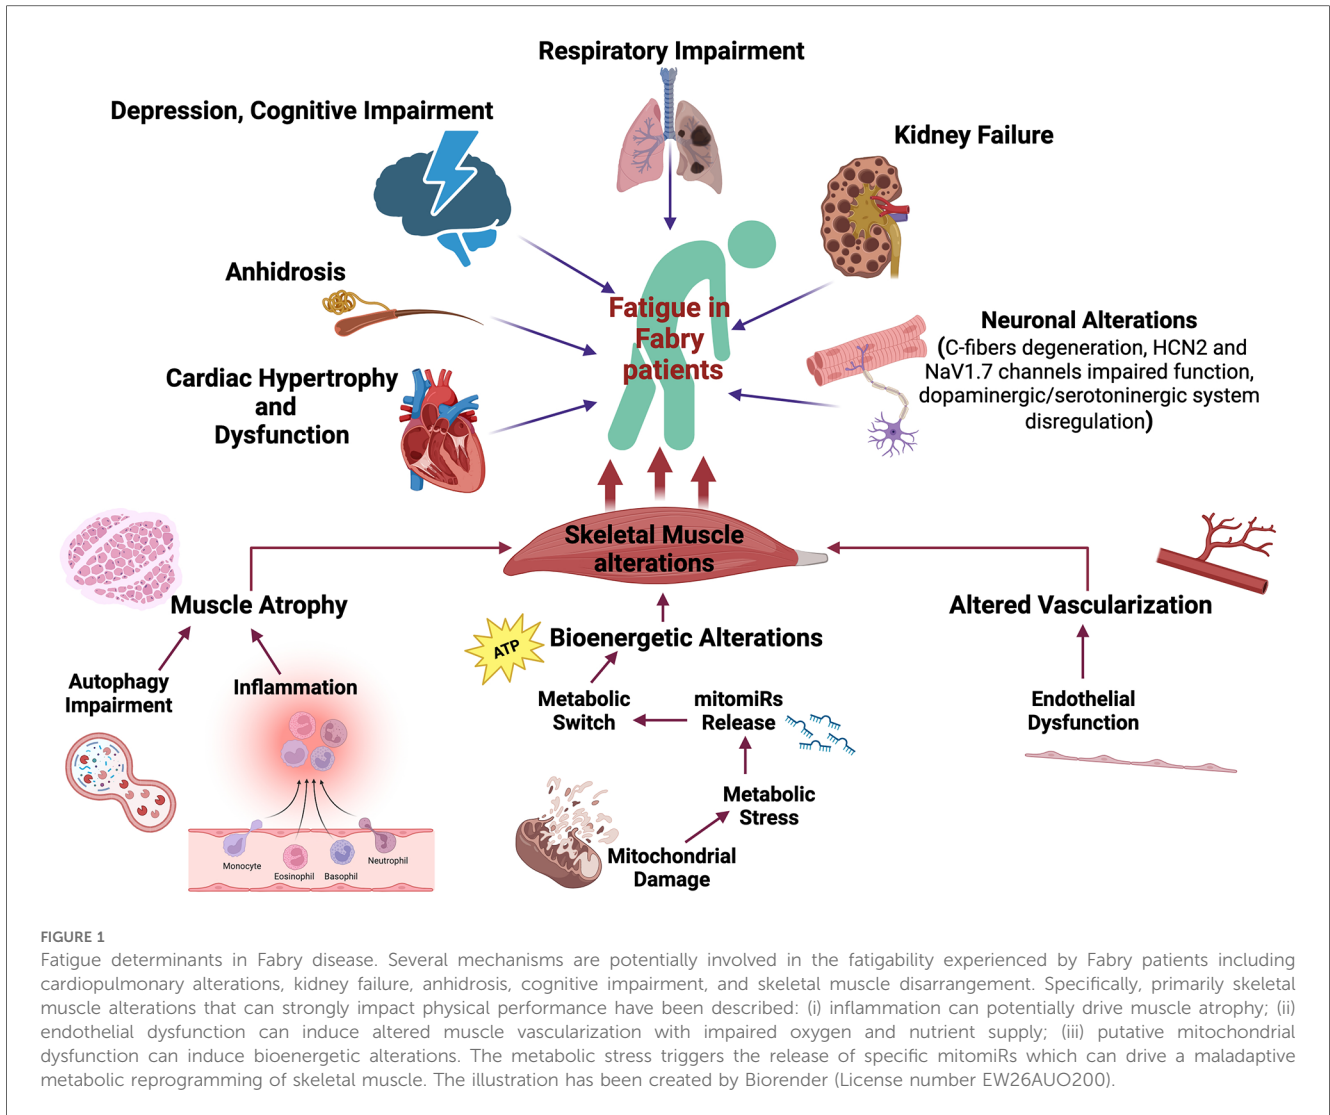 Respiratory Impairment
Depression, Cognitive Impairment
Kidney Failure
Anhidrosis
Fatigue in
Fabry
patients
Neuronal Alterations
(C-fibers degeneration, HCN2 and
NaV1.7 channels impaired function,
dopaminergic/serotoninergic system
disregulation)
Cardiac Hypertrophy
and
Dysfunction
Skeletal Muscle
alterations
Muscle Atrophy
Altered Vascularization
ATP
Bioenergetic Alterations
Autophagy
Impairment
Inflammation
Metabolic
Switch
mitomiRs
Release
Endothelial
Dysfunction
Metabolic
Stress
Mitochondrial
Damage
Monocyte
Eosinophil
Basophil
Neutrophil
FIGURE 1
Fatigue determinants in Fabry disease. Several mechanisms are potentially involved in the fatigability experienced by Fabry patients including
cardiopulmonary alterations, kidney failure, anhidrosis, cognitive impairment, and skeletal muscle disarrangement. Specifically, primarily skeletal
muscle alterations that can strongly impact physical performance have been described: (i) inflammation can potentially drive muscle atrophy; (ii)
endothelial dysfunction can induce altered muscle vascularization with impaired oxygen and nutrient supply; (iii) putative mitochondrial
dysfunction can induce bioenergetic alterations. The metabolic stress triggers the release of specific mitomiRs which can drive a maladaptive
metabolic reprogramming of skeletal muscle. The illustration has been created by Biorender (License number EW26AUO200).